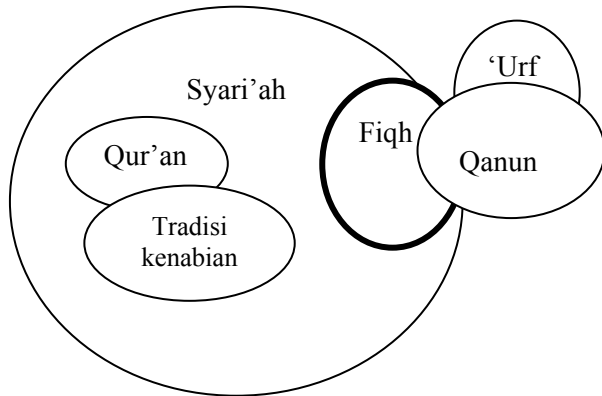 Syari’ah
Qur’an
Tradisi
kenabian
Fiqh
‘Urf
Qanun